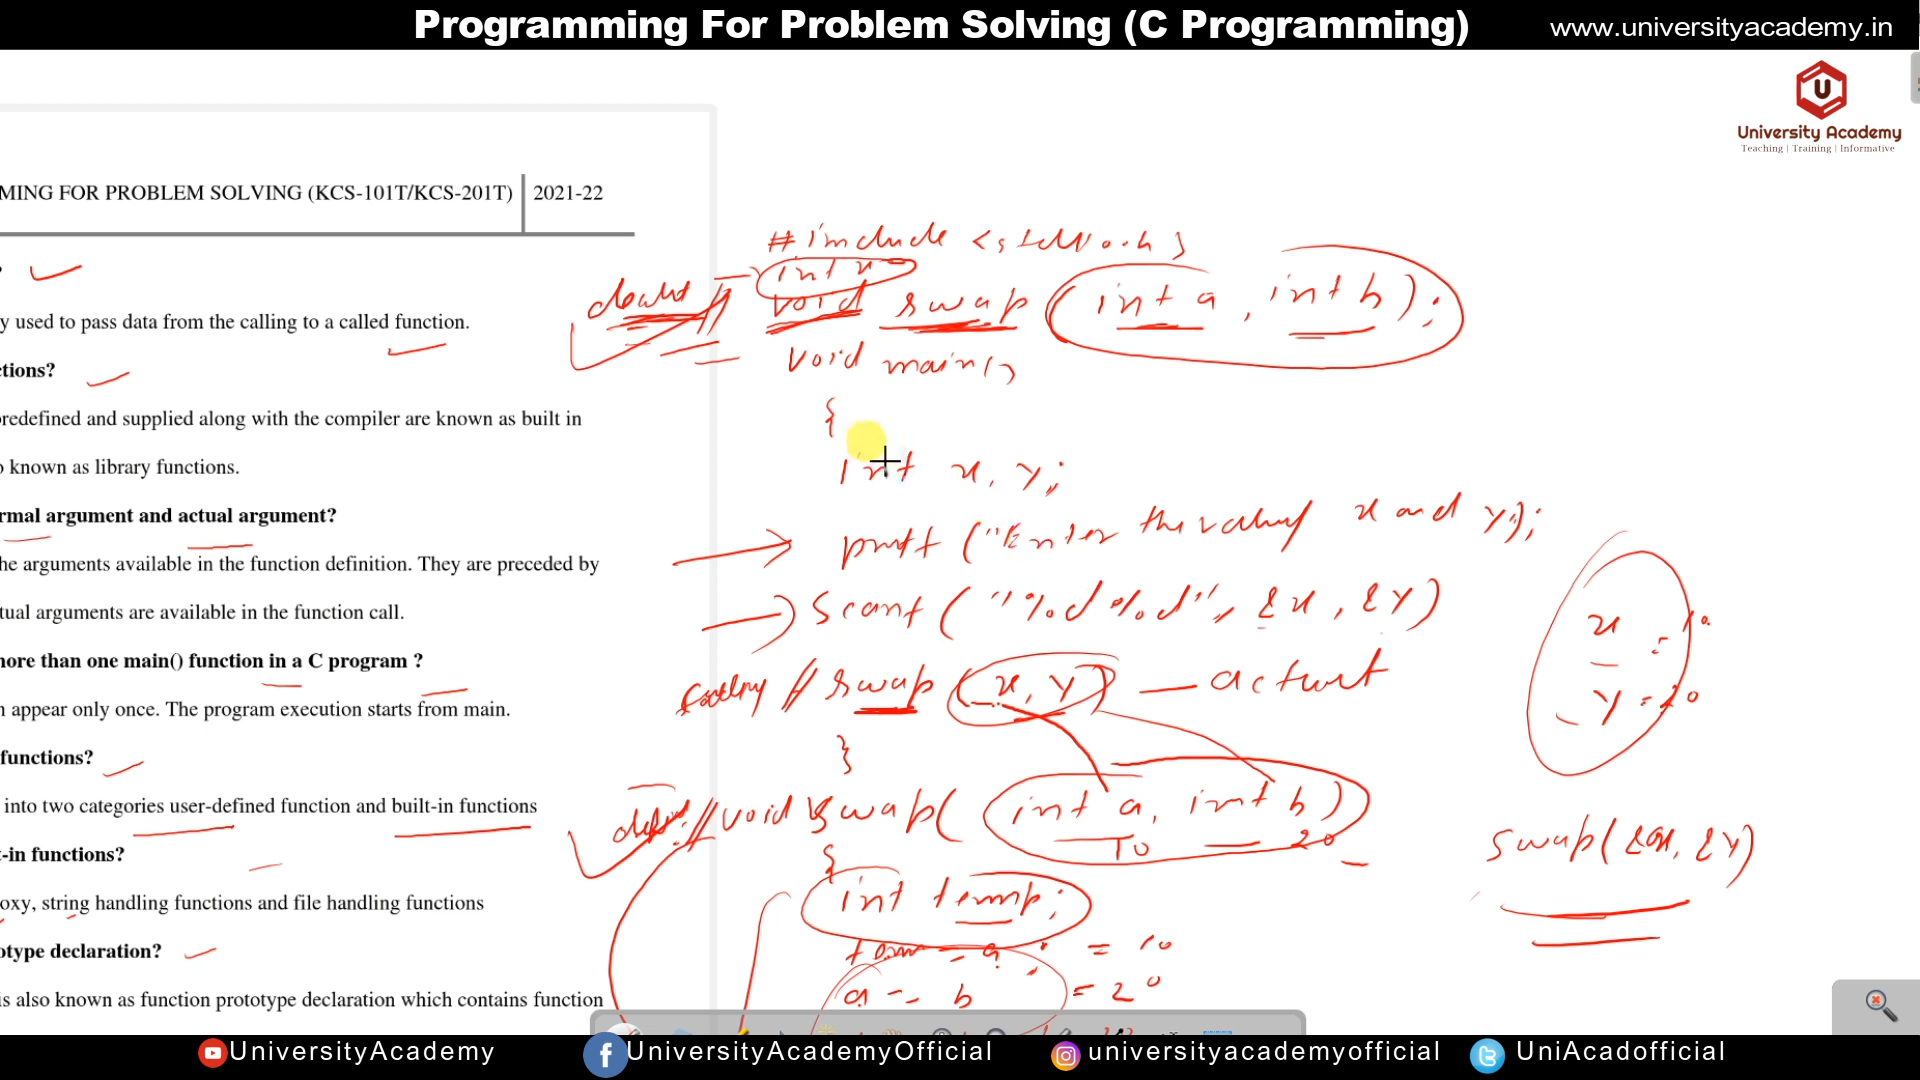 Programming For Problem Solving (C Programming)
www.universityacademy.in
U
University Academy
Teaching | Training | Informative
MING FOR PROBLEM SOLVING (KCS-101T/KCS-201T) 2021-22
y used to pass data from the calling to a called function.
ctions?
predefined and supplied along with the compiler are known as built in
o known as library functions.
rmal argument and actual argument?
he arguments available in the function definition. They are preceded by
tual arguments are available in the function call.
more than one main() function in a C program ?
n appear only once. The program execution starts from main.
functions?
into two categories user-defined function and built-in functions
t-in functions?
oxy, string handling functions and file handling functions
otype declaration?
is also known as function prototype declaration which contains function
#include <stdio.h>
int x
void swap (int a, int b);
void main()
{
int x, y;
printf ("Enter the value of x and y");
scanf ("%d %d", &x, &y)
// swap (x, y) — actual
}
// void swap( int a, int b)
10 20
{
int temp;
tem = a; = 10
a = b = 20
x = 10
y = 20
swap(&x, &y)
UniversityAcademy
UniversityAcademyOfficial
universityacademyofficial
UniAcadofficial